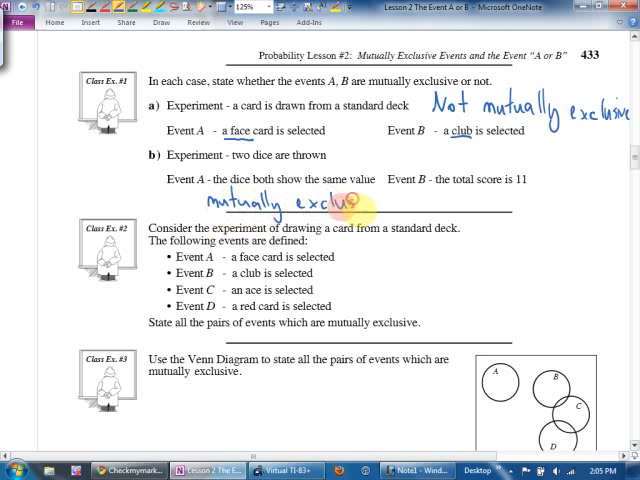 Lesson 2 The Event A or B - Microsoft OneNote
125%
File Home Insert Share Draw Review View Add-Ins
Probability Lesson #2: Mutually Exclusive Events and the Event “A or B” 433
Class Ex. #1
In each case, state whether the events A, B are mutually exclusive or not.
a) Experiment - a card is drawn from a standard deck
Not mutually exclusive
Event A - a face card is selected Event B - a club is selected
b) Experiment - two dice are thrown
Event A - the dice both show the same value Event B - the total score is 11
mutually exclus
Class Ex. #2
Consider the experiment of drawing a card from a standard deck.
The following events are defined:
• Event A - a face card is selected
• Event B - a club is selected
• Event C - an ace is selected
• Event D - a red card is selected
State all the pairs of events which are mutually exclusive.
Class Ex. #3
Use the Venn Diagram to state all the pairs of events which are
mutually exclusive.
A
B
C
D
Checkmymark... Lesson 2 The E... Virtual TI-83+ Note1 - Wind... Desktop 2:05 PM